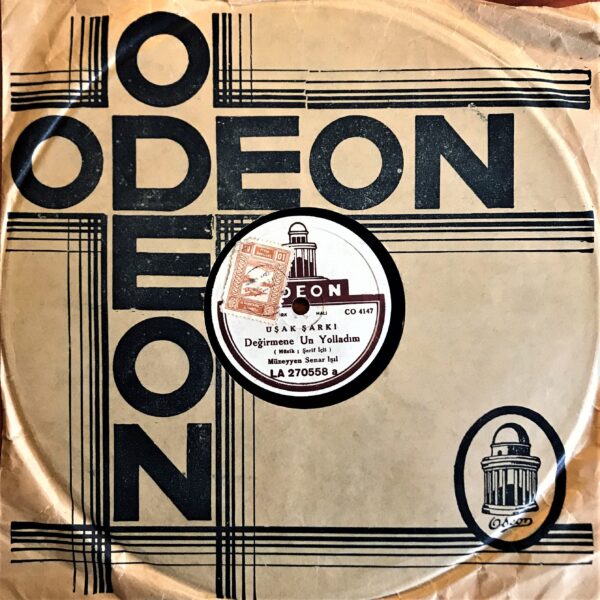 ODEON
ODEON
ODEON
CO 4147
UŞAK ŞARKI
Değirmene Un Yolladım
( Müzik ; Şerif İçli )
Müzeyyen Senar Işıl
LA 270558 a
Odeon